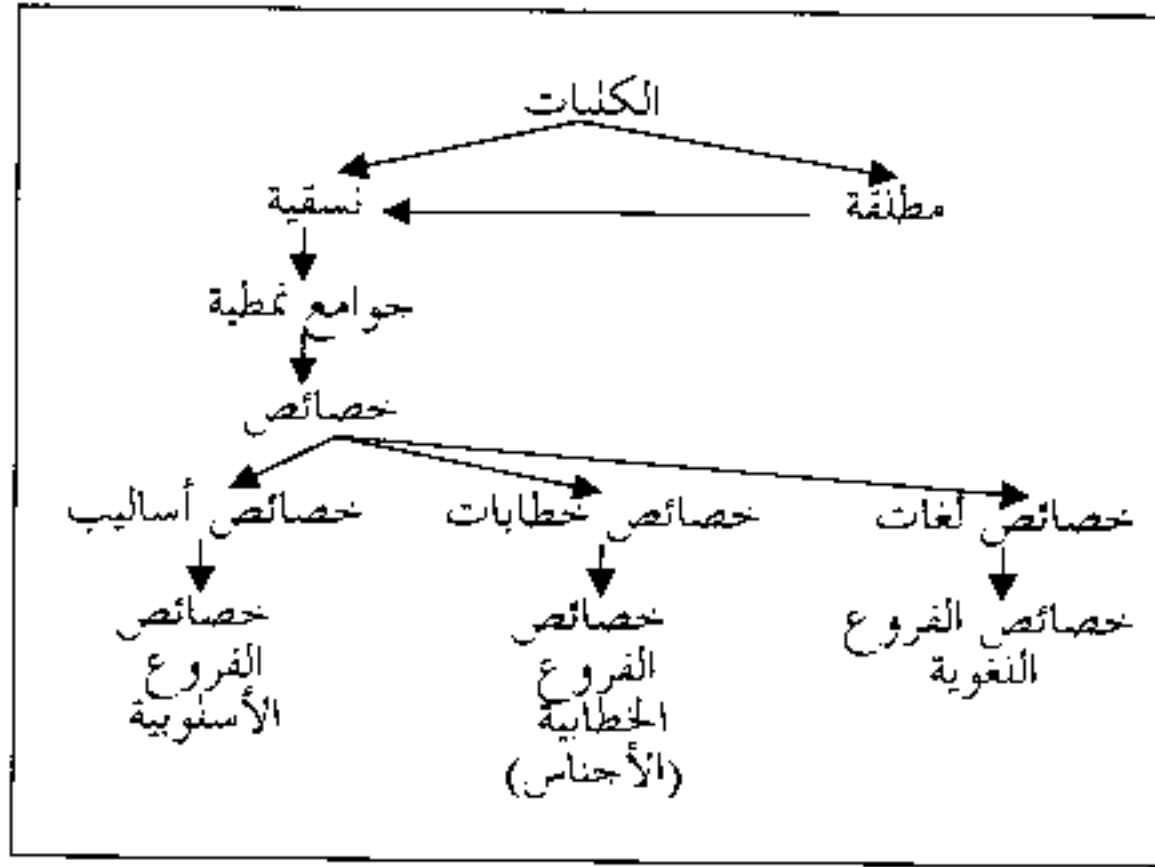 الكليات
مطلقة نسقية
جوامع نمطية
خصائص
خصائص لغات خصائص خطابات خصائص أساليب
خصائص الفروع خصائص خصائص
اللغوية الفروع الفروع
الخطابية الأسلوبية
(الأجناس)